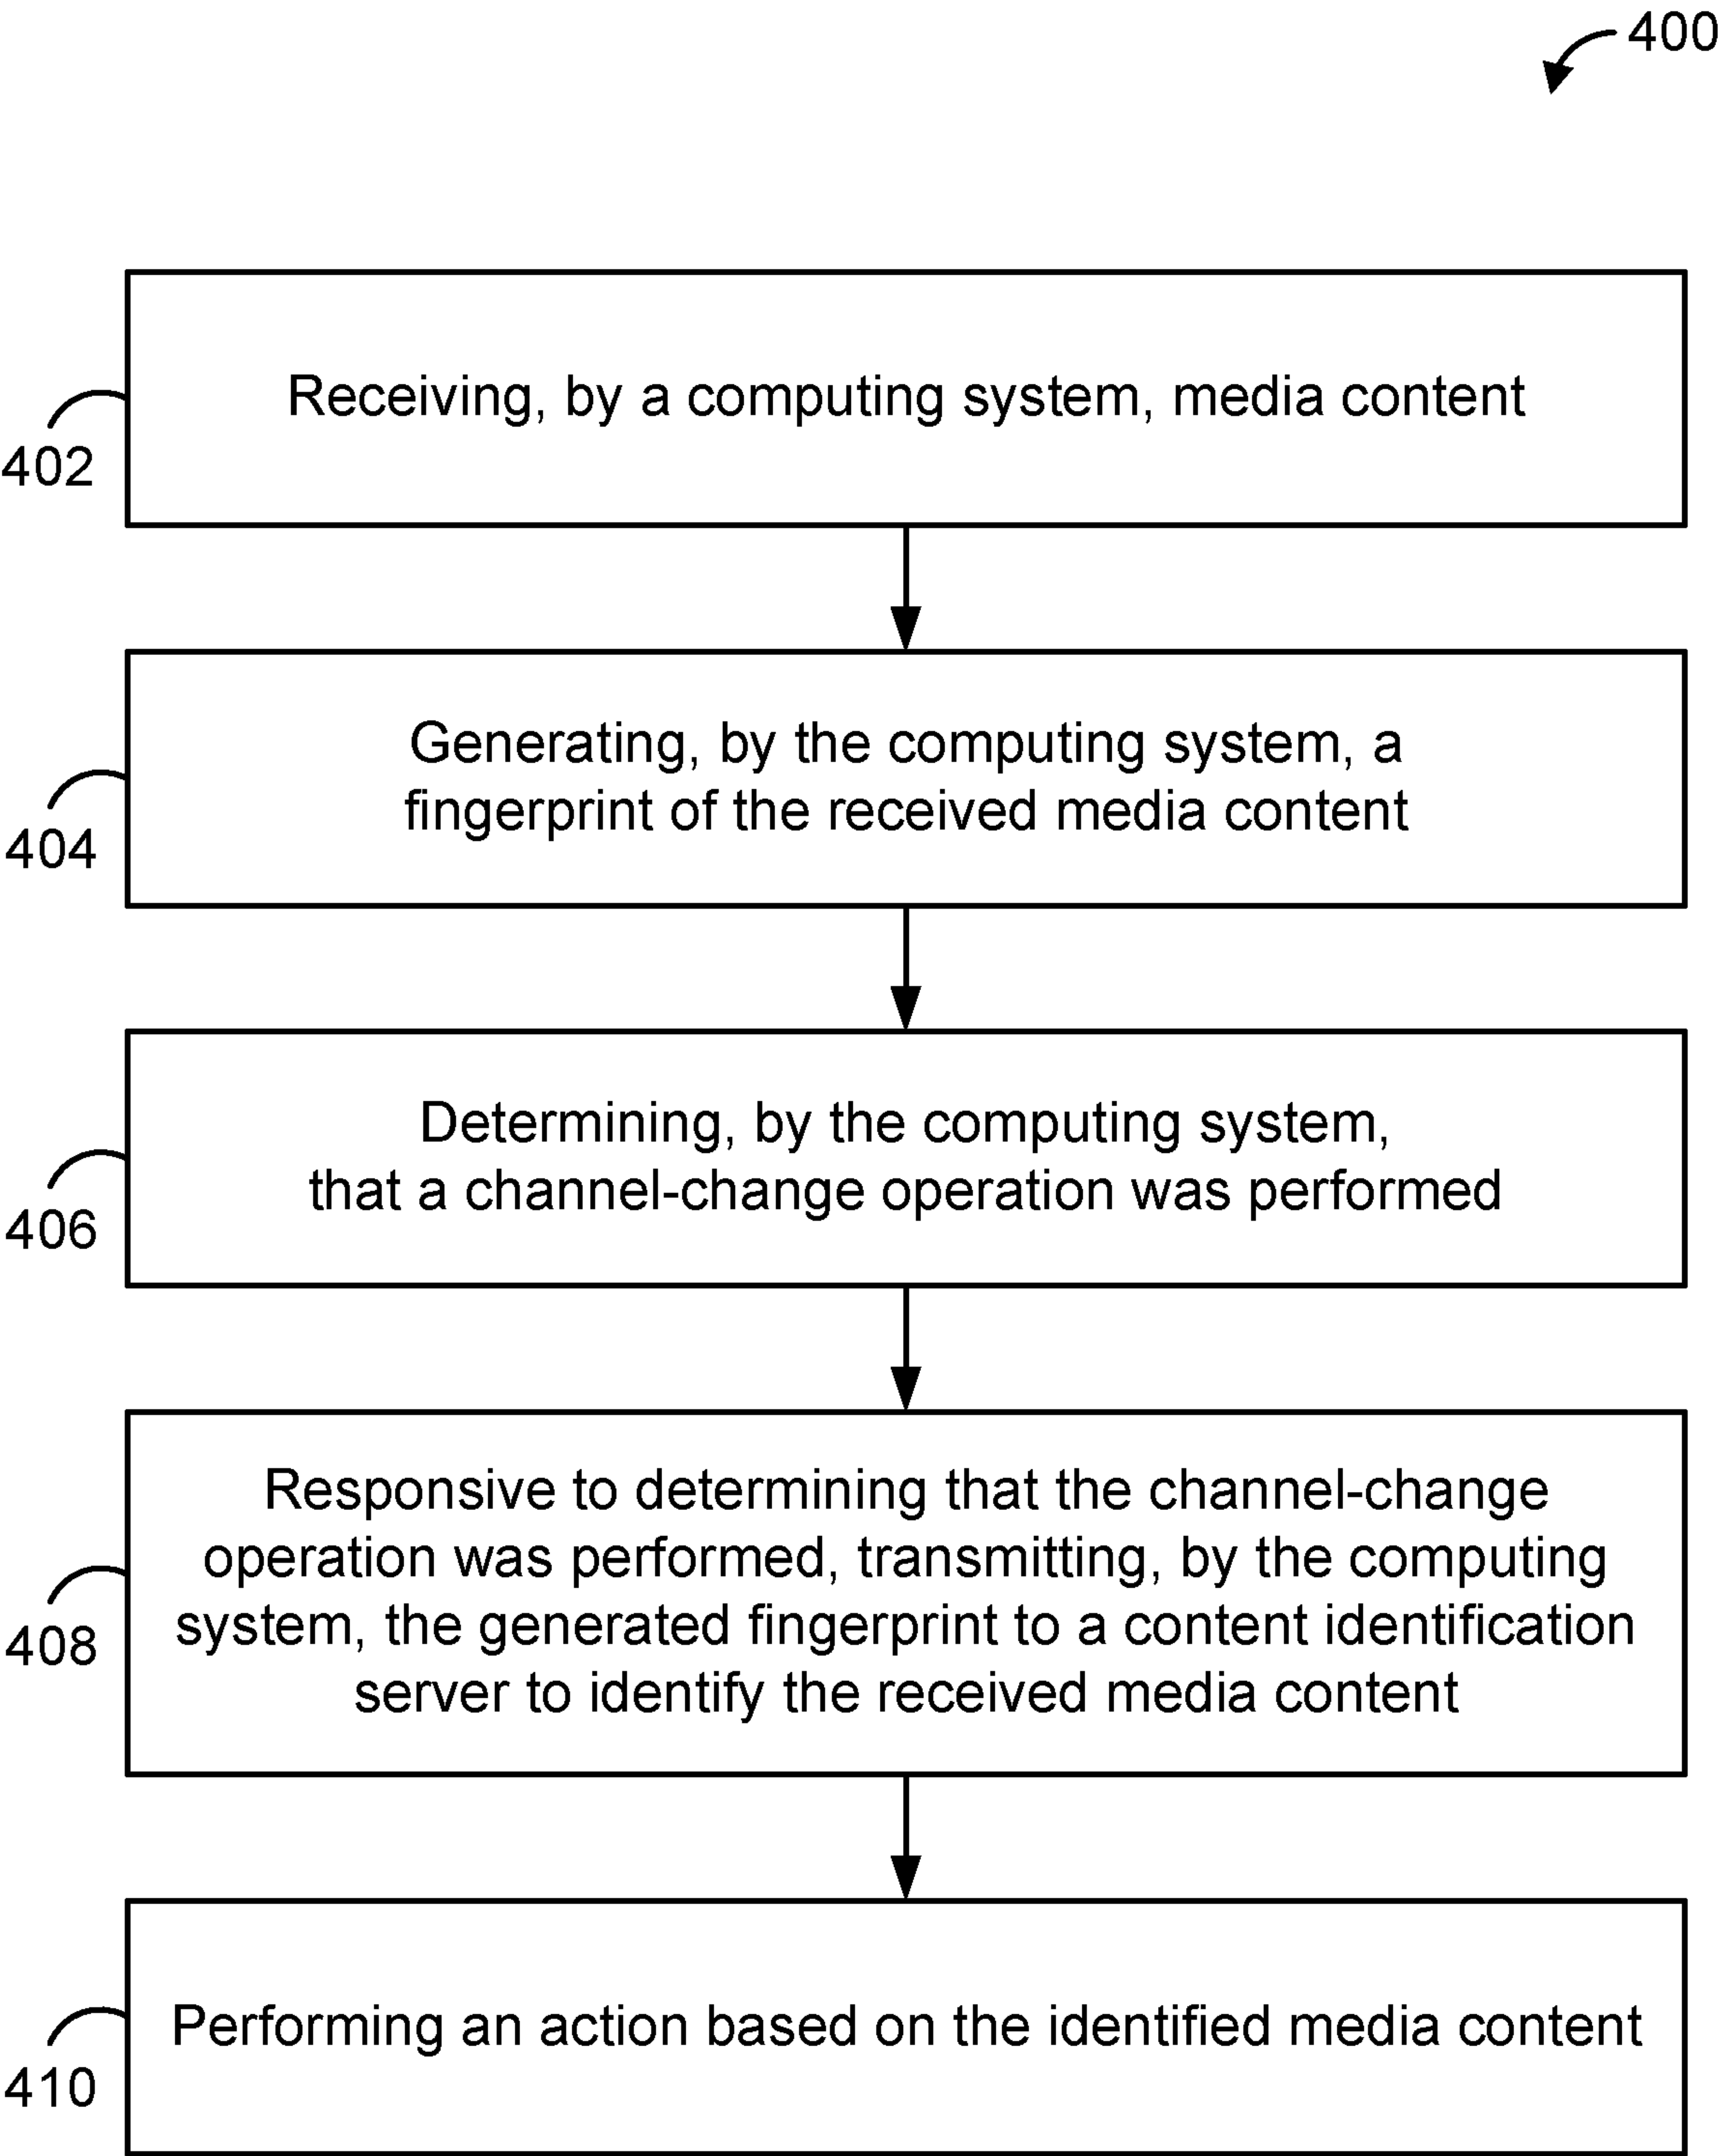 400
Receiving, by a computing system, media content
402
Generating, by the computing system, a
fingerprint of the received media content
404
Determining, by the computing system,
that a channel-change operation was performed
406
Responsive to determining that the channel-change
operation was performed, transmitting, by the computing
system, the generated fingerprint to a content identification
server to identify the received media content
408
Performing an action based on the identified media content
410